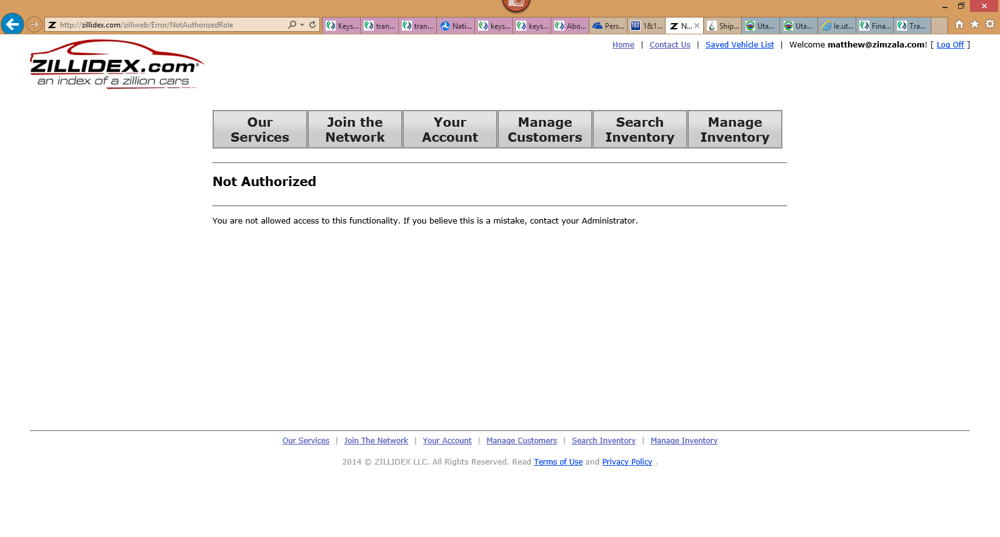 http://zillidex.com/zilliweb/Error/NotAuthorizedRole
Keys...
tran...
tran...
Nati...
keys...
keys...
Abo...
Pers...
1&1...
N...
Ship...
Uta...
Uta...
le.ut...
Fina...
Tra...
Home | Contact Us | Saved Vehicle List | Welcome matthew@zimzala.com! [ Log Off ]
ZILLIDEX.com®
an index of a zillion cars
Our Services
Join the Network
Your Account
Manage Customers
Search Inventory
Manage Inventory
Not Authorized
You are not allowed access to this functionality. If you believe this is a mistake, contact your Administrator.
Our Services | Join The Network | Your Account | Manage Customers | Search Inventory | Manage Inventory
2014 © ZILLIDEX LLC. All Rights Reserved. Read Terms of Use and Privacy Policy .